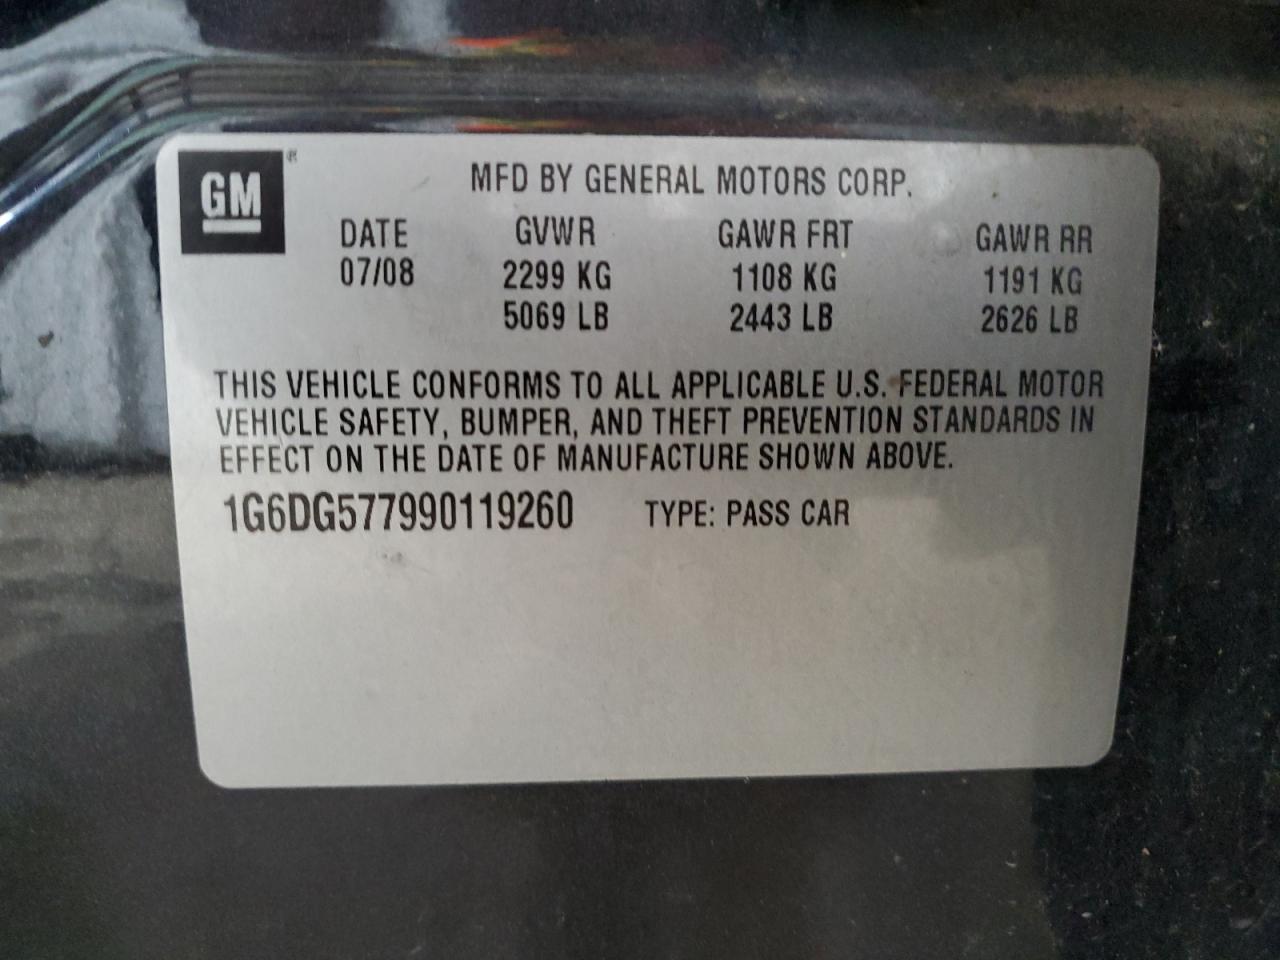 GM®
MFD BY GENERAL MOTORS CORP.
DATE GVWR GAWR FRT GAWR RR
07/08 2299 KG 1108 KG 1191 KG
5069 LB 2443 LB 2626 LB
THIS VEHICLE CONFORMS TO ALL APPLICABLE U.S. FEDERAL MOTOR
VEHICLE SAFETY, BUMPER, AND THEFT PREVENTION STANDARDS IN
EFFECT ON THE DATE OF MANUFACTURE SHOWN ABOVE.
1G6DG577990119260 TYPE: PASS CAR